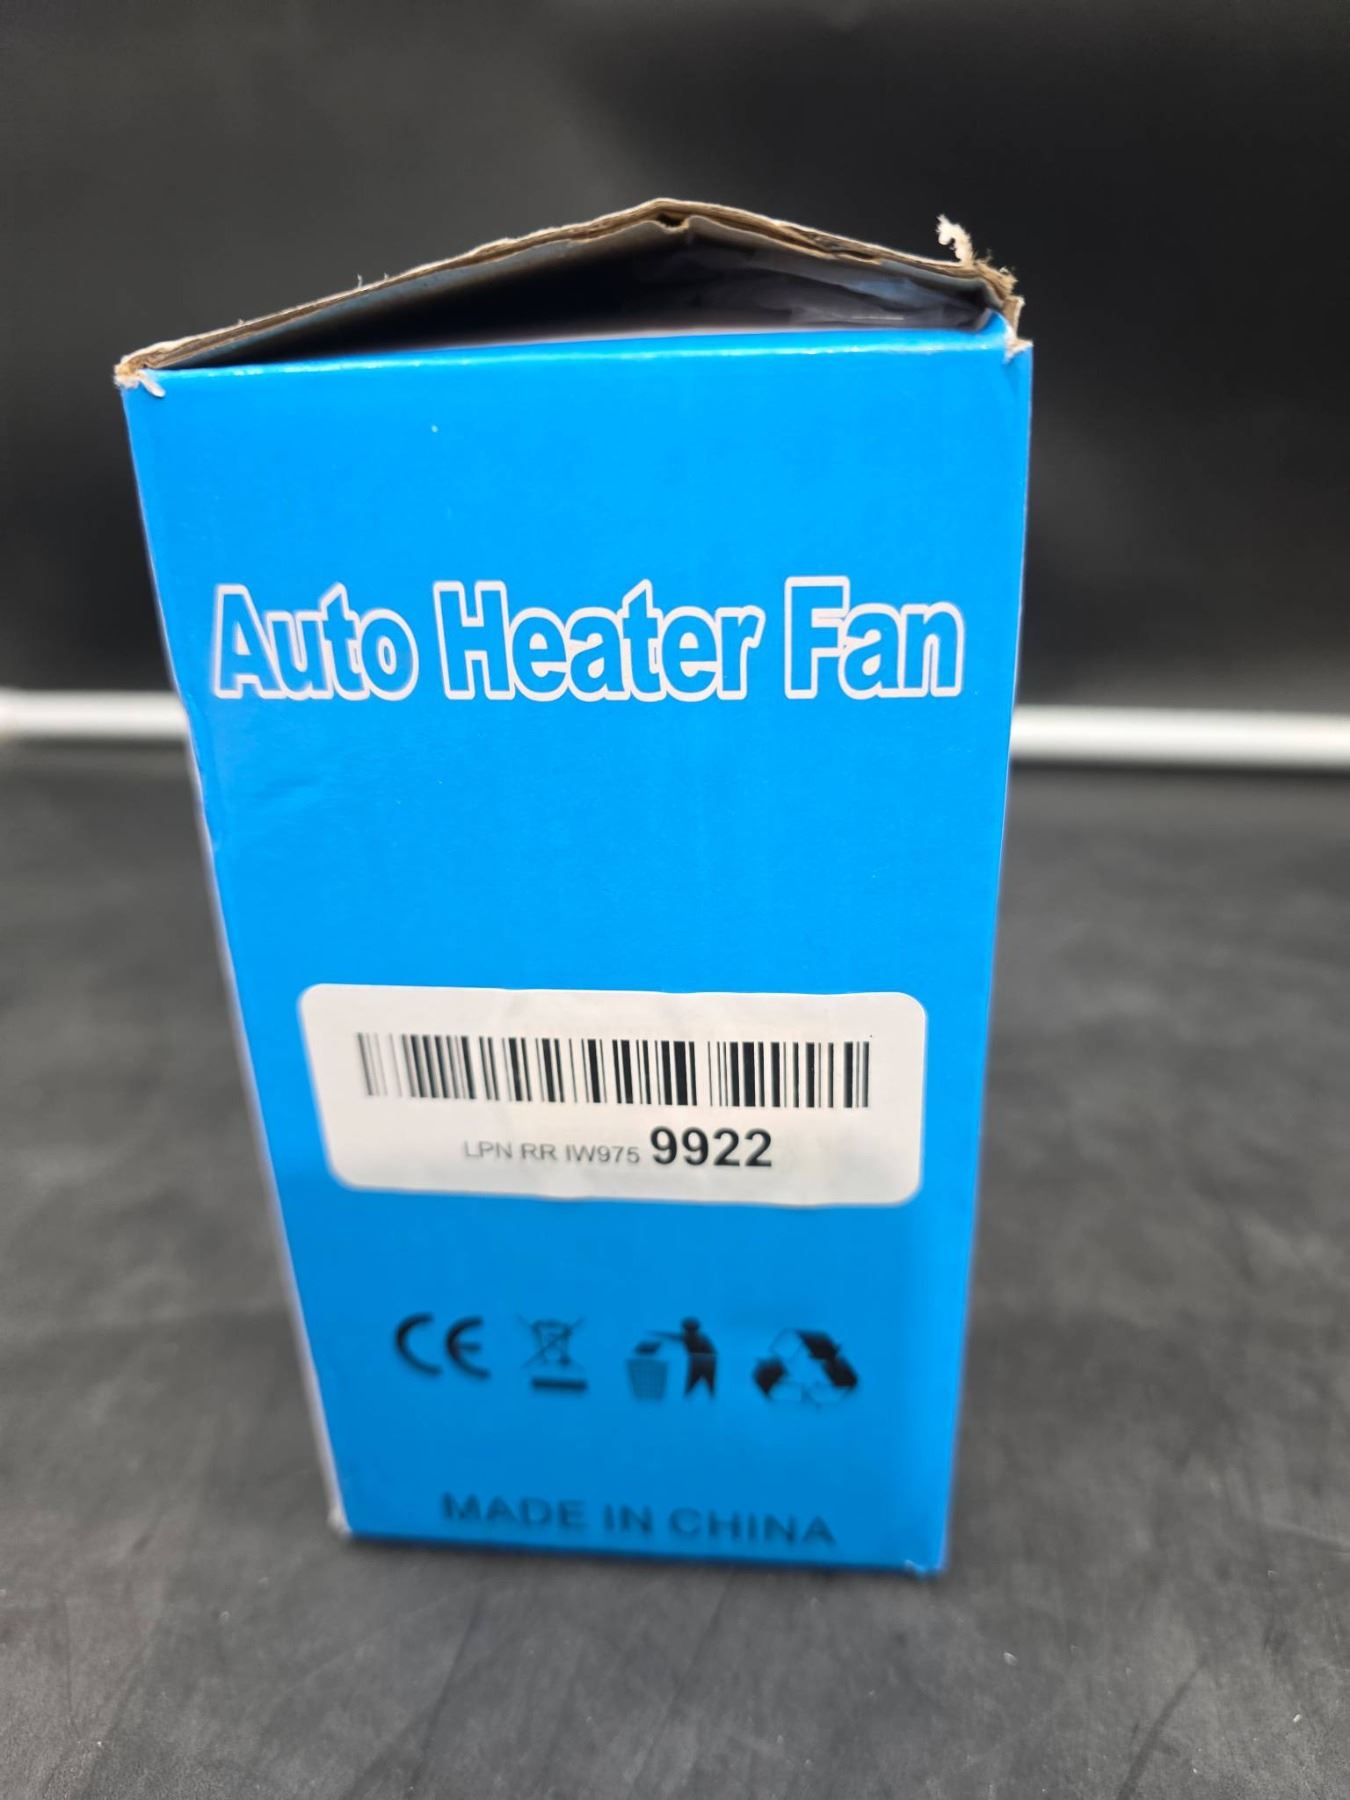 Auto Heater Fan
LPN RR IW975 9922
CE
MADE IN CHINA